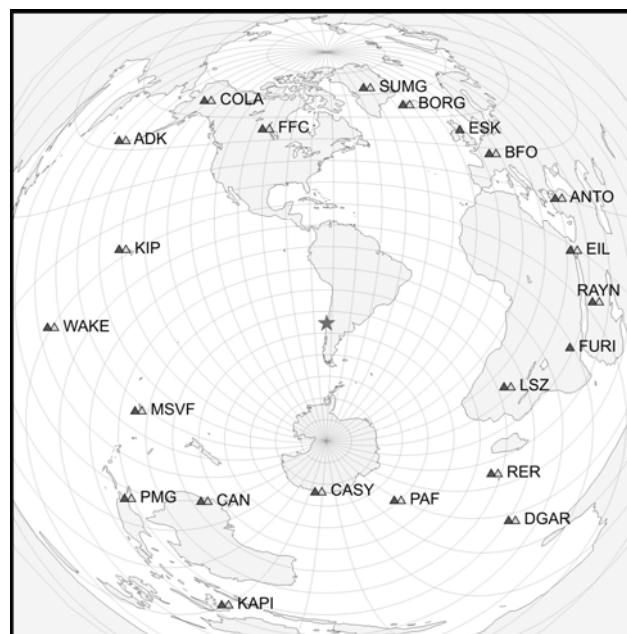 SUMG
COLA
BORG
FFC
ESK
ADK
BFO
ANTO
KIP
EIL
RAYN
WAKE
FURI
LSZ
MSVF
RER
CASY
PMG
CAN
PAF
DGAR
KAPI